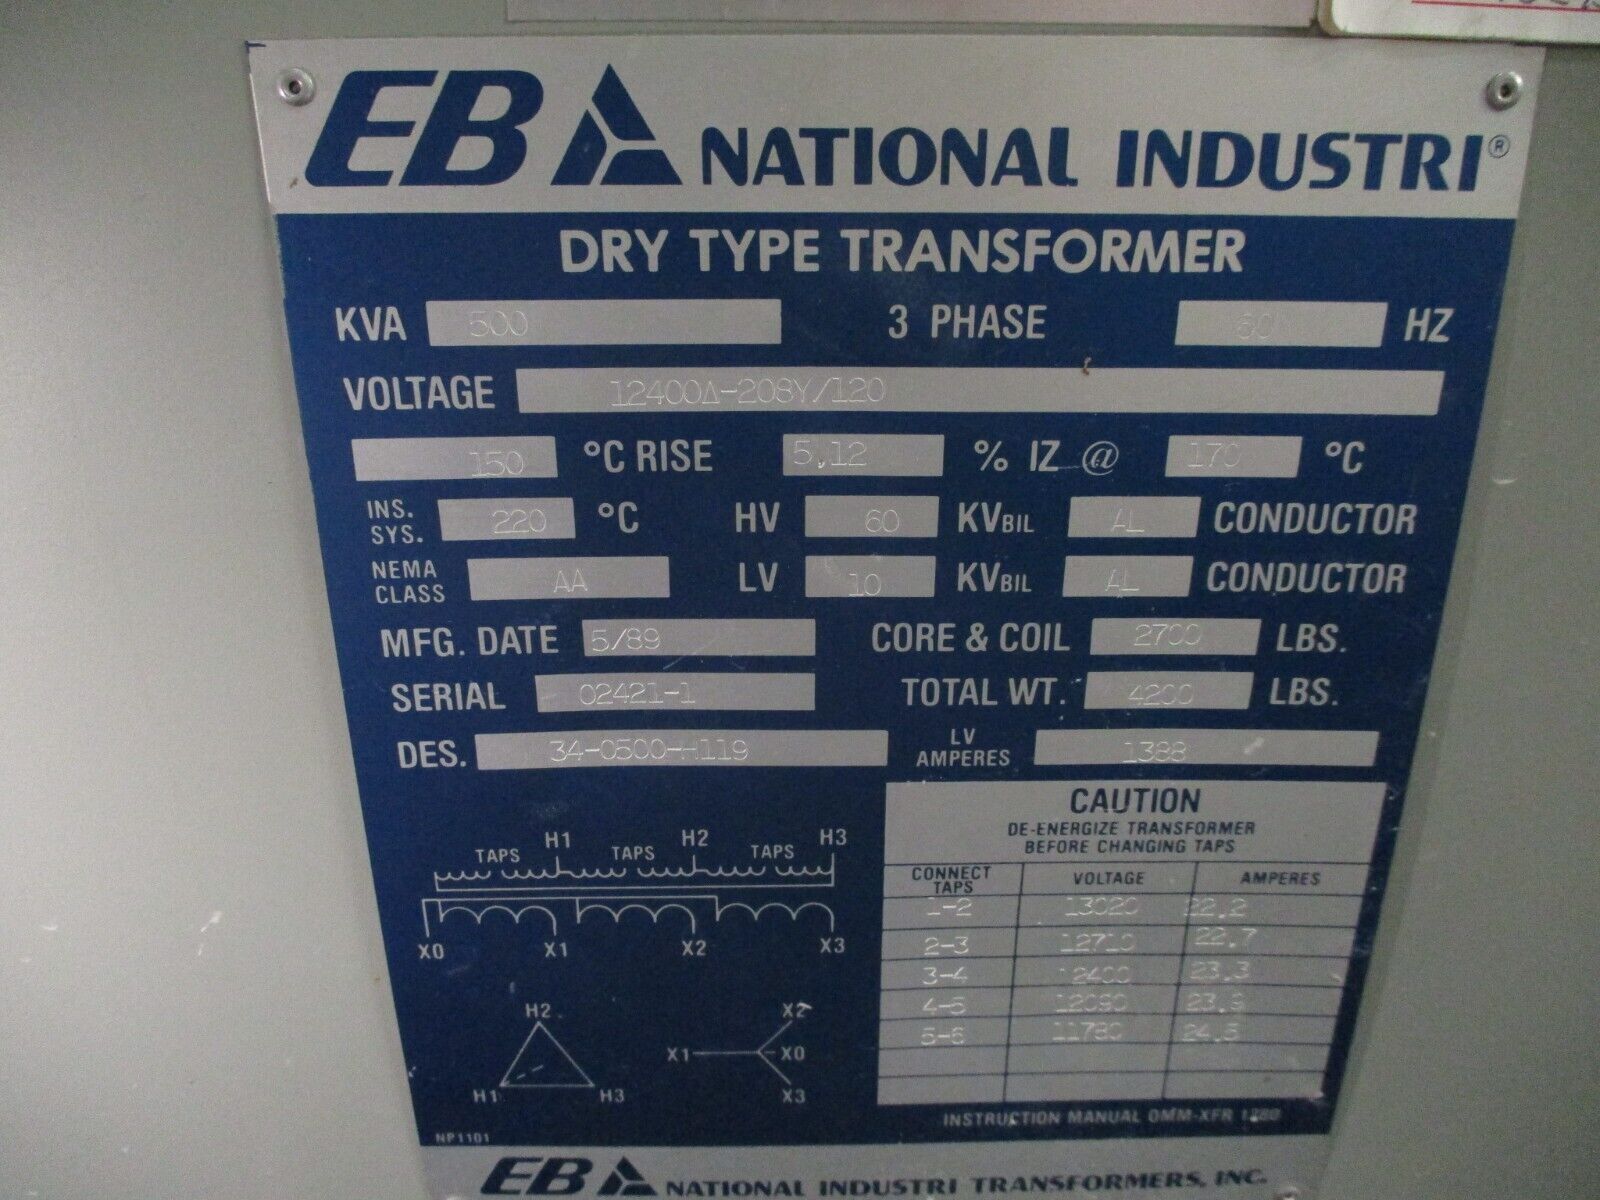 EB NATIONAL INDUSTRI®
DRY TYPE TRANSFORMER
KVA 500 3 PHASE 60 HZ
VOLTAGE 12400Δ-208Y/120
150 °C RISE 5.12 % IZ @ 170 °C
INS. SYS. 220 °C HV 60 KVBIL AL CONDUCTOR
NEMA CLASS AA LV 10 KVBIL AL CONDUCTOR
MFG. DATE 5/89 CORE & COIL 2700 LBS.
SERIAL 02421-1 TOTAL WT. 4200 LBS.
DES. 34-0500-H119 LV AMPERES 1388
CAUTION
DE-ENERGIZE TRANSFORMER
BEFORE CHANGING TAPS
CONNECT TAPS VOLTAGE AMPERES
1-2 13020 22.2
2-3 12710 22.7
3-4 12400 23.3
4-5 12090 23.9
5-6 11780 24.5
TAPS H1 TAPS H2 TAPS H3
X0 X1 X2 X3
H2 X2
X1 X0
H1 H3 X3
INSTRUCTION MANUAL OMM-XFR
NP1101
EB NATIONAL INDUSTRI TRANSFORMERS, INC.